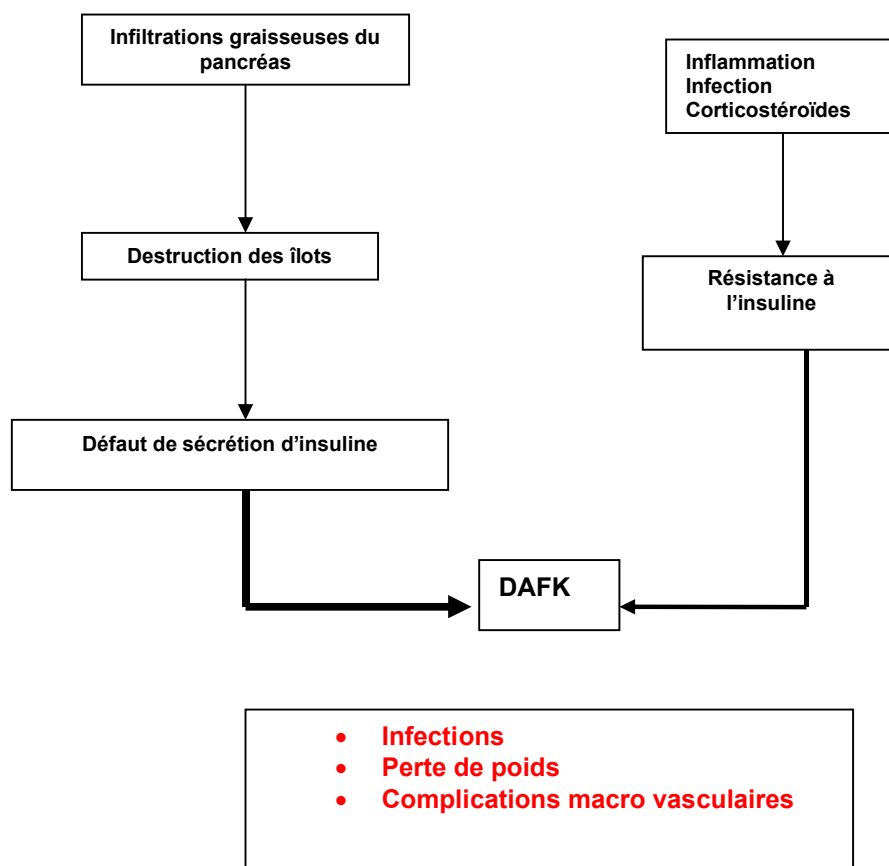 Infiltrations graisseuses du
pancréas
Inflammation
Infection
Corticostéroïdes
Destruction des îlots
Résistance à
l’insuline
Défaut de sécrétion d’insuline
DAFK
• Infections
• Perte de poids
• Complications macro vasculaires